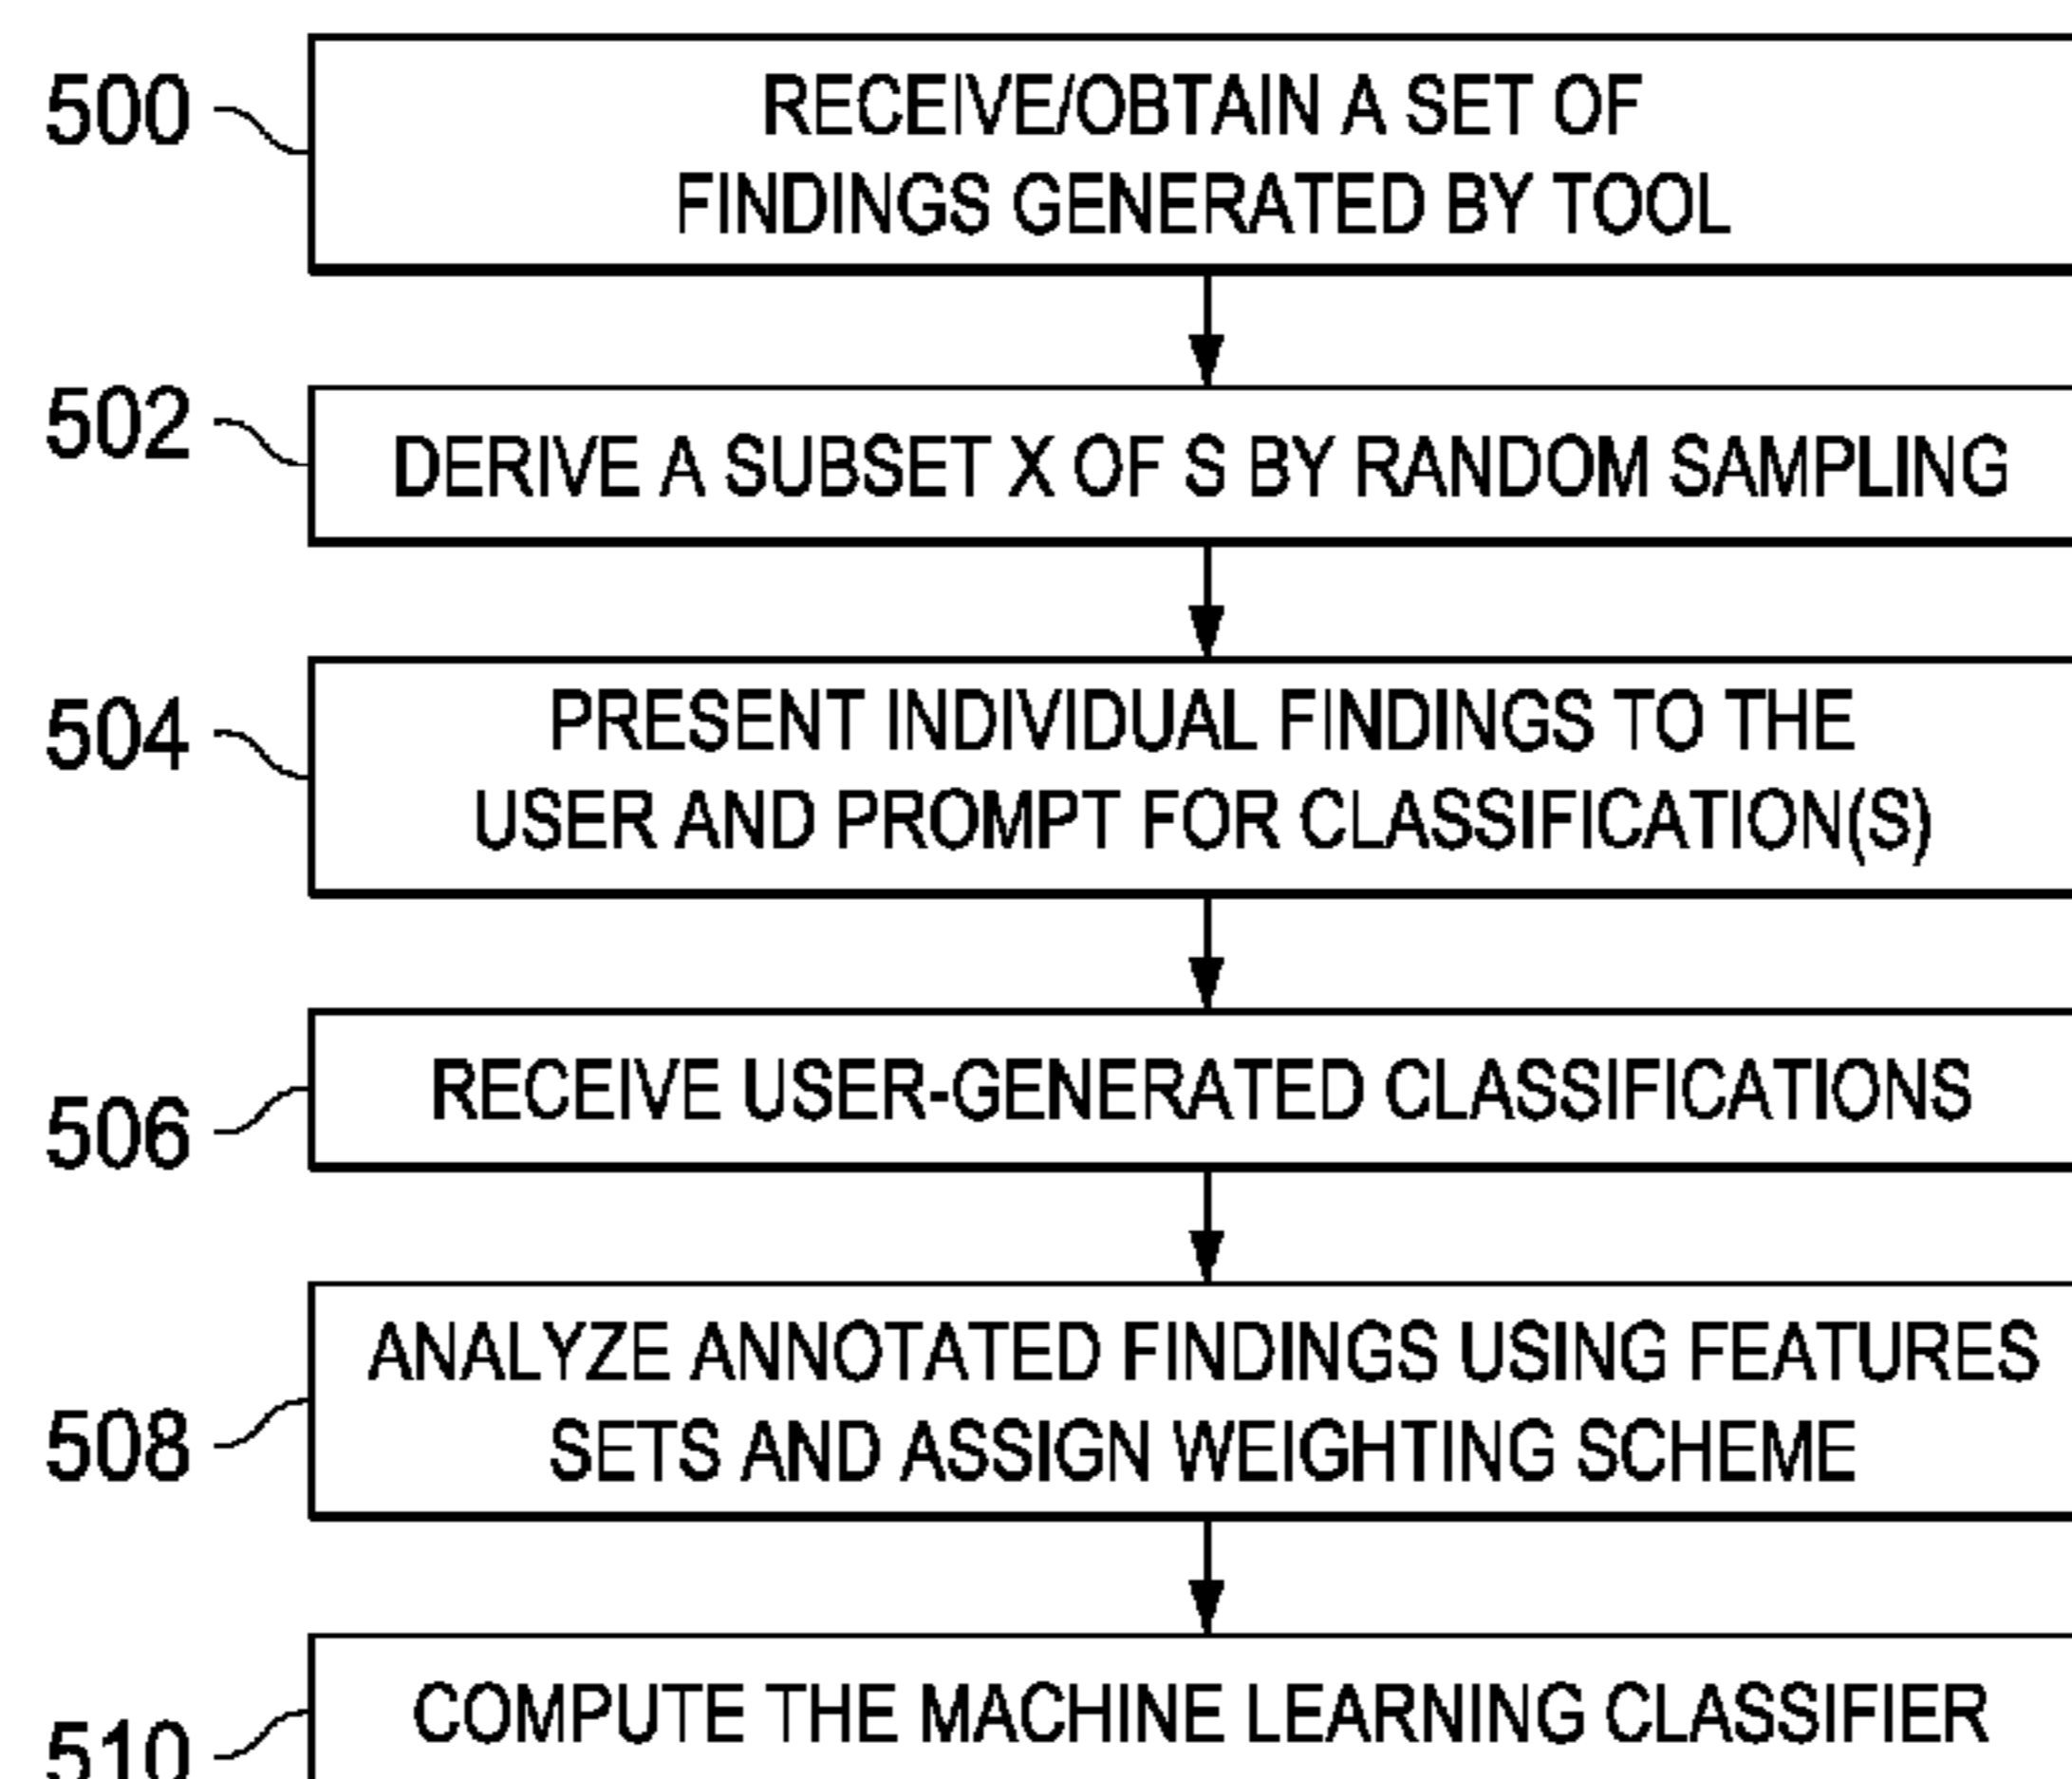 500
RECEIVE/OBTAIN A SET OF
FINDINGS GENERATED BY TOOL
502
DERIVE A SUBSET X OF S BY RANDOM SAMPLING
504
PRESENT INDIVIDUAL FINDINGS TO THE
USER AND PROMPT FOR CLASSIFICATION(S)
506
RECEIVE USER-GENERATED CLASSIFICATIONS
508
ANALYZE ANNOTATED FINDINGS USING FEATURES
SETS AND ASSIGN WEIGHTING SCHEME
510
COMPUTE THE MACHINE LEARNING CLASSIFIER